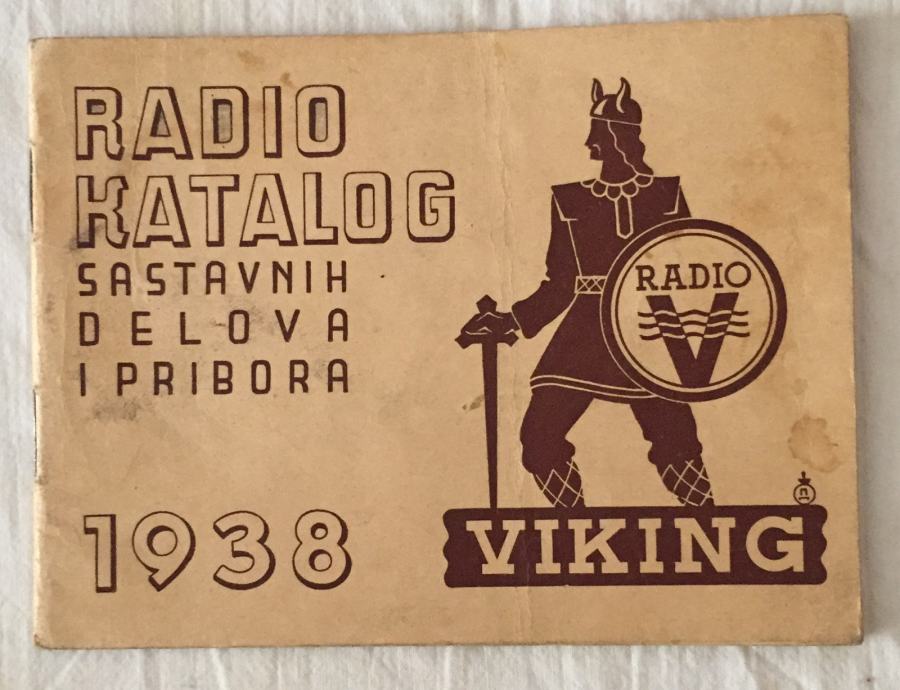 RADIO
KATALOG
SASTAVNIH
DELOVA
I PRIBORA
1938
RADIO
V
VIKING